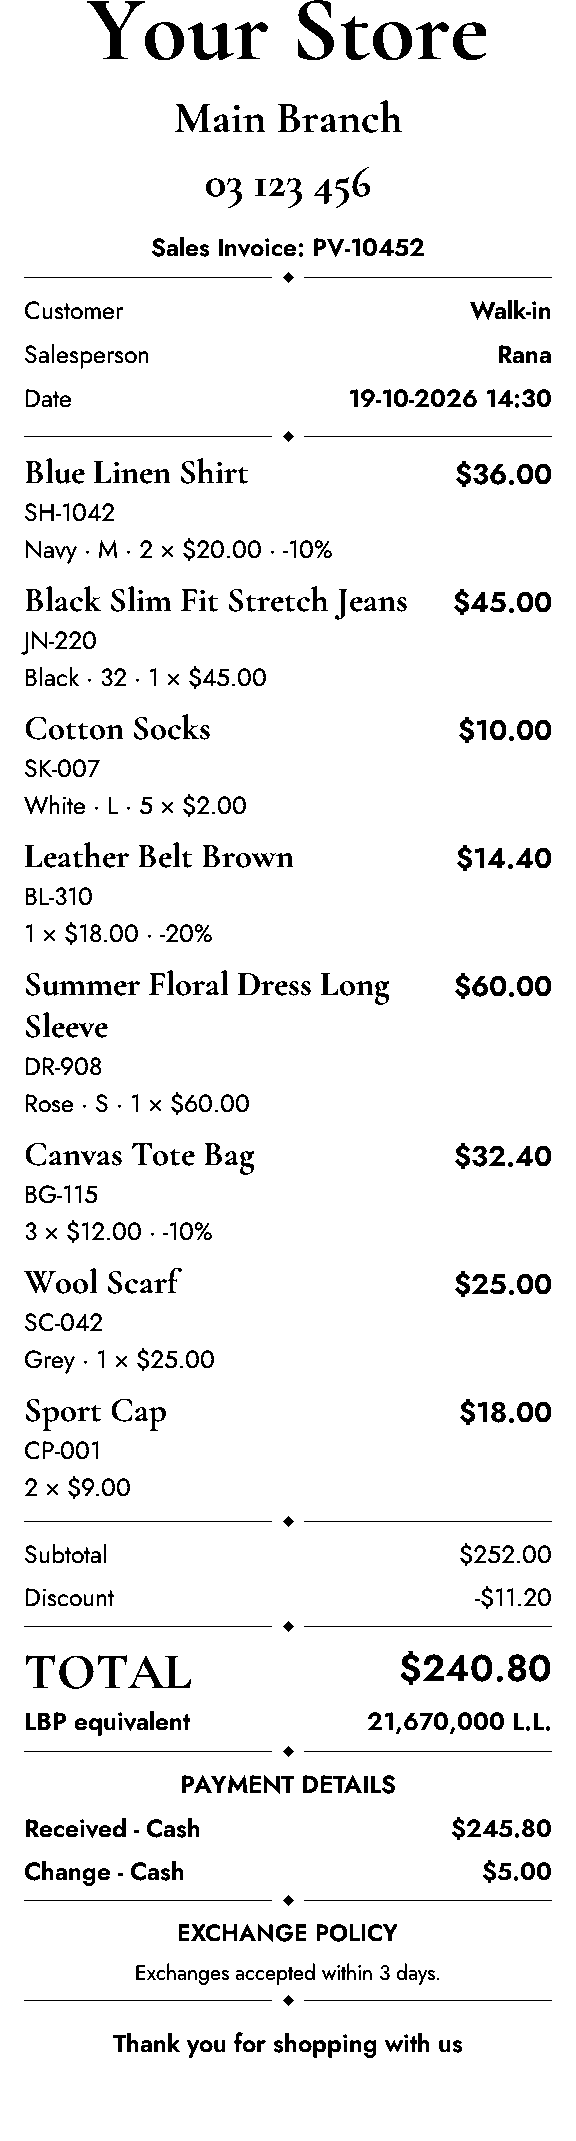 Your Store
Main Branch
03 123 456
Sales Invoice: PV-10452
Customer Walk-in
Salesperson Rana
Date 19-10-2026 14:30
Blue Linen Shirt $36.00
SH-1042
Navy · M · 2 × $20.00 · -10%
Black Slim Fit Stretch Jeans $45.00
JN-220
Black · 32 · 1 × $45.00
Cotton Socks $10.00
SK-007
White · L · 5 × $2.00
Leather Belt Brown $14.40
BL-310
1 × $18.00 · -20%
Summer Floral Dress Long $60.00
Sleeve
DR-908
Rose · S · 1 × $60.00
Canvas Tote Bag $32.40
BG-115
3 × $12.00 · -10%
Wool Scarf $25.00
SC-042
Grey · 1 × $25.00
Sport Cap $18.00
CP-001
2 × $9.00
Subtotal $252.00
Discount -$11.20
TOTAL $240.80
LBP equivalent 21,670,000 L.L.
PAYMENT DETAILS
Received - Cash $245.80
Change - Cash $5.00
EXCHANGE POLICY
Exchanges accepted within 3 days.
Thank you for shopping with us